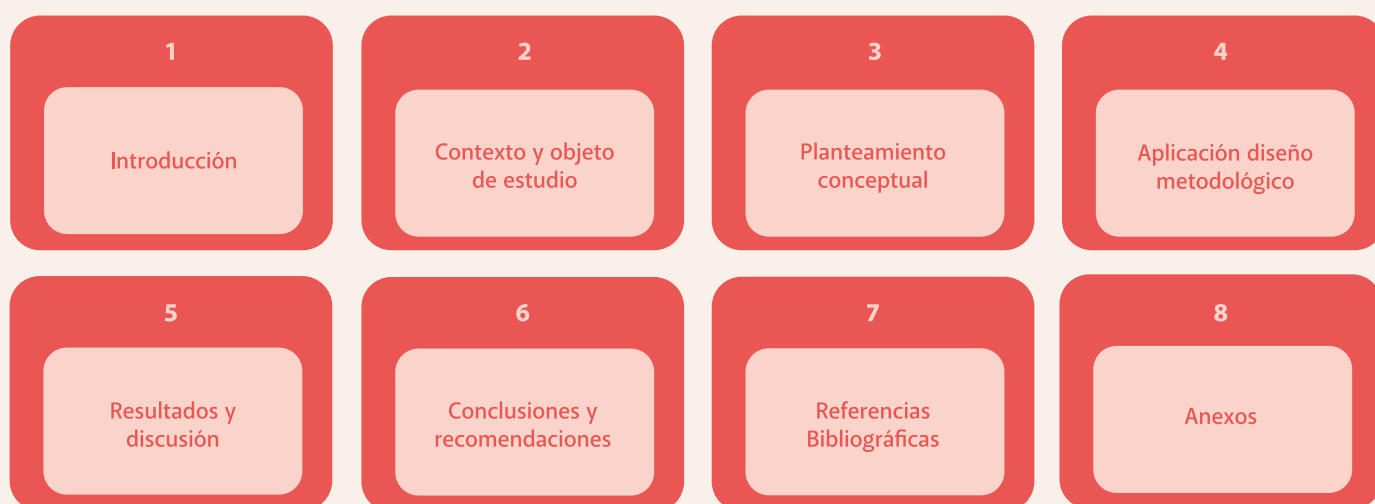 1
Introducción
2
Contexto y objeto
de estudio
3
Planteamiento
conceptual
4
Aplicación diseño
metodológico
5
Resultados y
discusión
6
Conclusiones y
recomendaciones
7
Referencias
Bibliográficas
8
Anexos